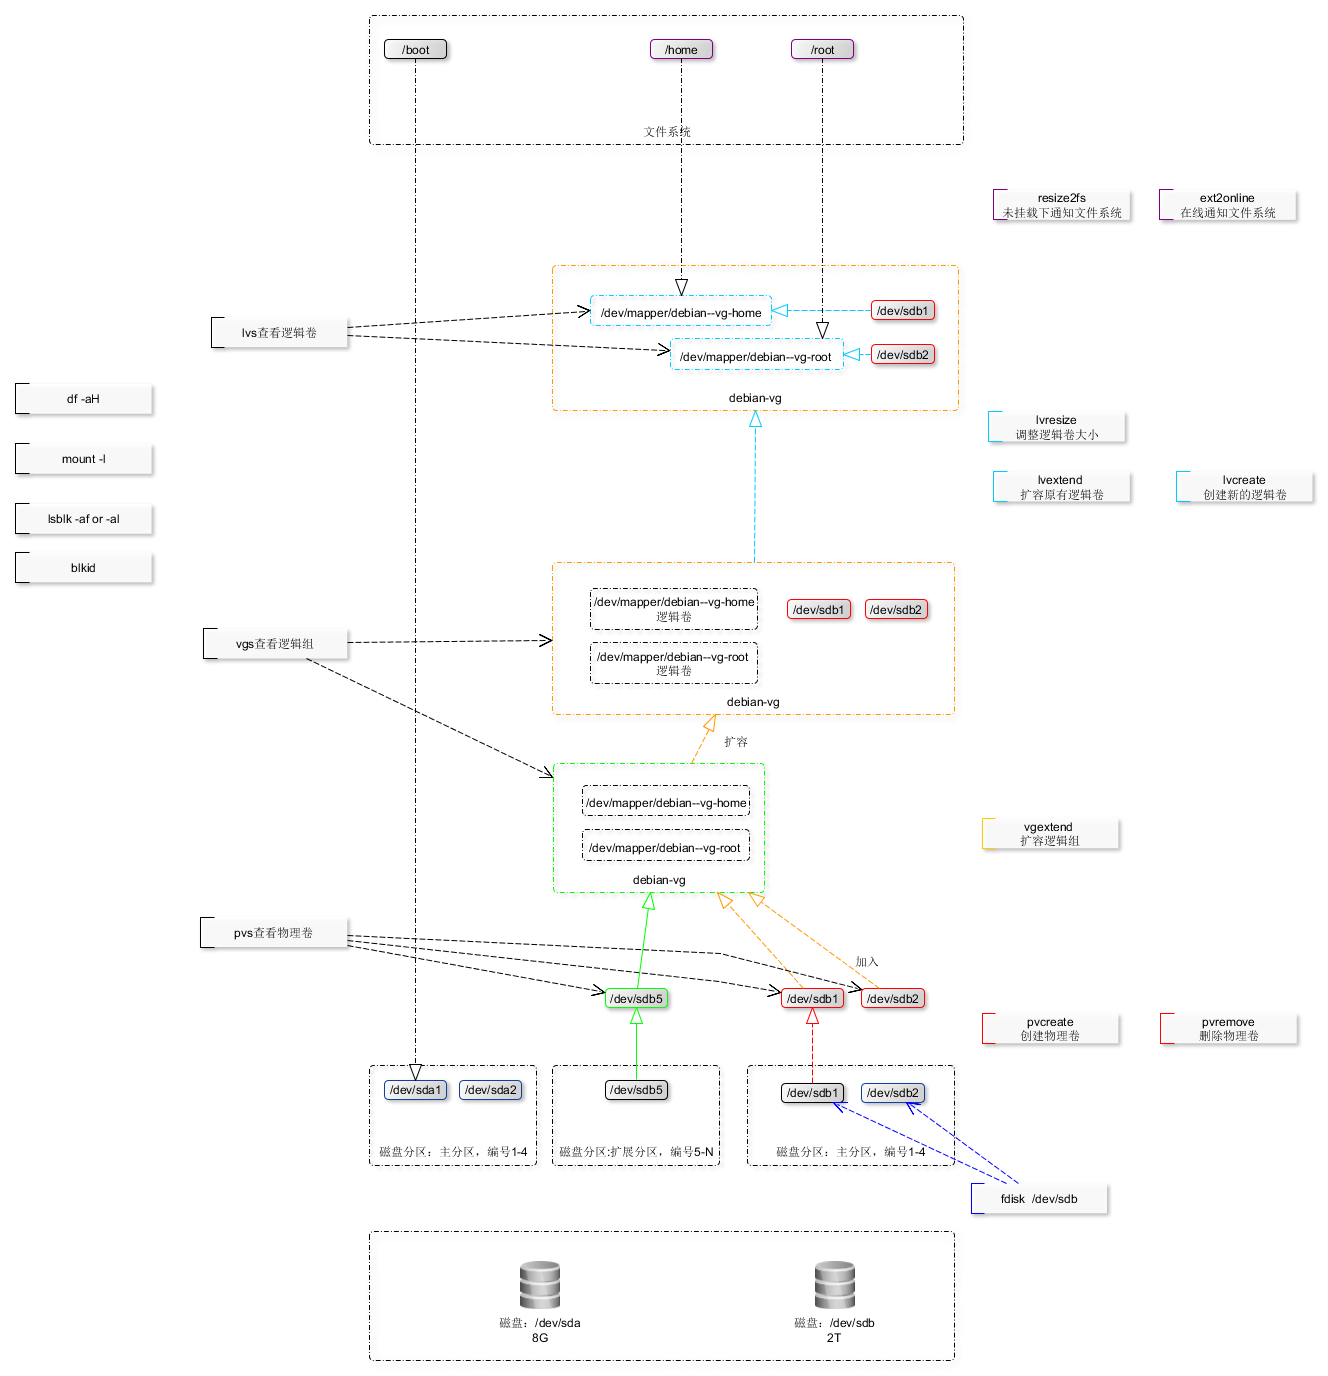 /boot
/home
/root
文件系统
resize2fs
未挂载下通知文件系统
ext2online
在线通知文件系统
/dev/mapper/debian--vg-home
/dev/sdb1
lvs查看逻辑卷
/dev/mapper/debian--vg-root
/dev/sdb2
debian-vg
df -aH
lvresize
调整逻辑卷大小
mount -l
lvextend
扩容原有逻辑卷
lvcreate
创建新的逻辑卷
lsblk -af or -al
blkid
/dev/mapper/debian--vg-home
逻辑卷
/dev/sdb1
/dev/sdb2
vgs查看逻辑组
/dev/mapper/debian--vg-root
逻辑卷
debian-vg
扩容
/dev/mapper/debian--vg-home
/dev/mapper/debian--vg-root
debian-vg
vgextend
扩容逻辑组
pvs查看物理卷
加入
/dev/sdb5
/dev/sdb1
/dev/sdb2
pvcreate
创建物理卷
pvremove
删除物理卷
/dev/sda1
/dev/sda2
/dev/sdb5
/dev/sdb1
/dev/sdb2
磁盘分区：主分区，编号1-4
磁盘分区:扩展分区，编号5-N
磁盘分区：主分区，编号1-4
fdisk  /dev/sdb
磁盘：/dev/sda
8G
磁盘：/dev/sdb
2T